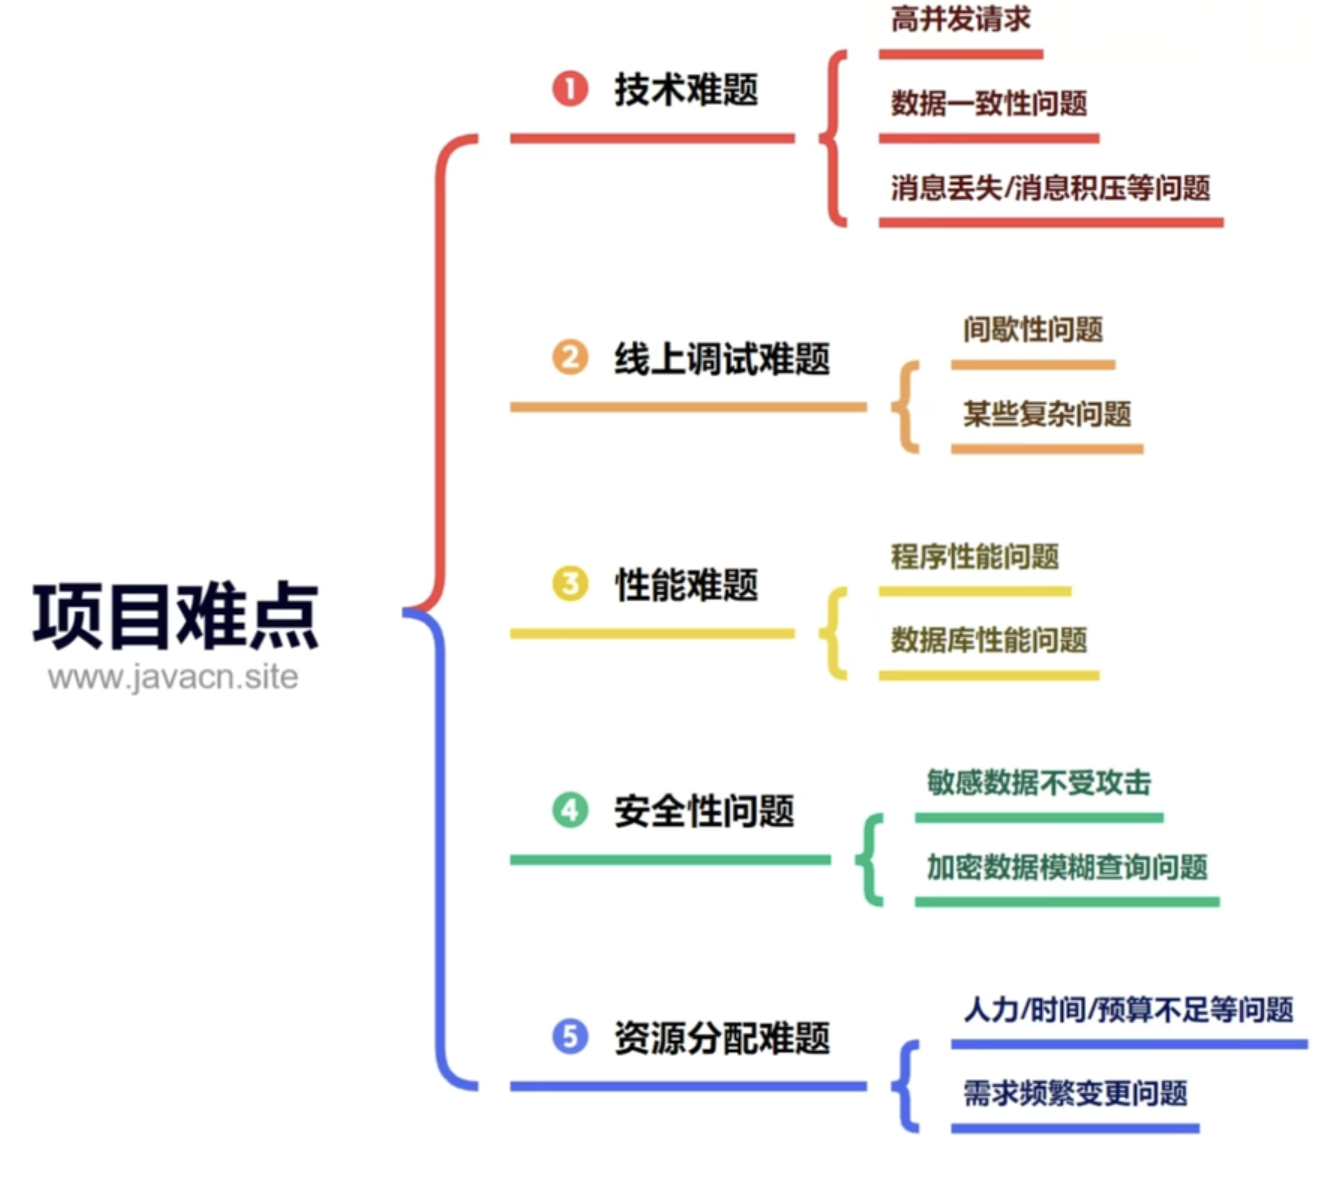 项目难点
www.javacn.site
1 技术难题
高并发请求
数据一致性问题
消息丢失/消息积压等问题
2 线上调试难题
间歇性问题
某些复杂问题
3 性能难题
程序性能问题
数据库性能问题
4 安全性问题
敏感数据不受攻击
加密数据模糊查询问题
5 资源分配难题
人力/时间/预算不足等问题
需求频繁变更问题